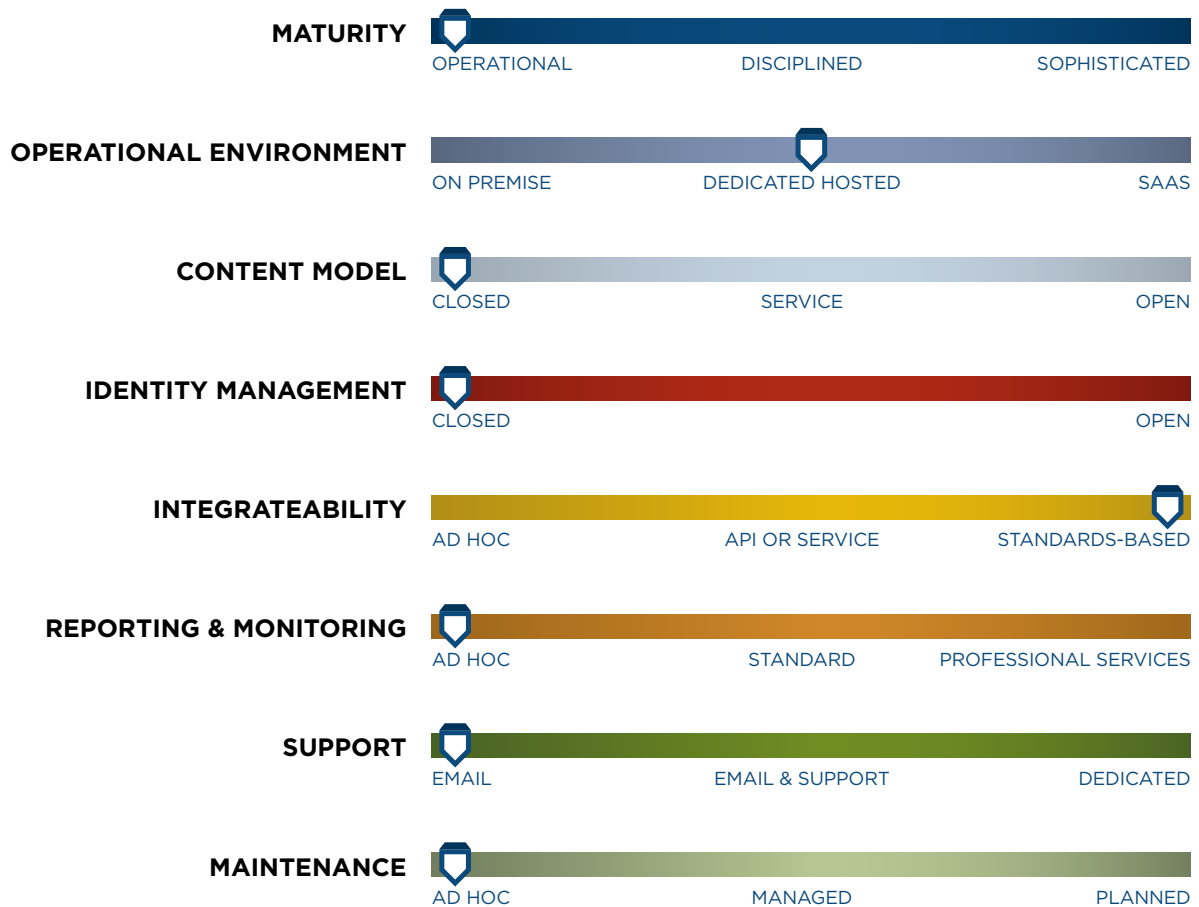 MATURITY
OPERATIONAL DISCIPLINED SOPHISTICATED
OPERATIONAL ENVIRONMENT
ON PREMISE DEDICATED HOSTED SAAS
CONTENT MODEL
CLOSED SERVICE OPEN
IDENTITY MANAGEMENT
CLOSED OPEN
INTEGRATEABILITY
AD HOC API OR SERVICE STANDARDS-BASED
REPORTING & MONITORING
AD HOC STANDARD PROFESSIONAL SERVICES
SUPPORT
EMAIL EMAIL & SUPPORT DEDICATED
MAINTENANCE
AD HOC MANAGED PLANNED